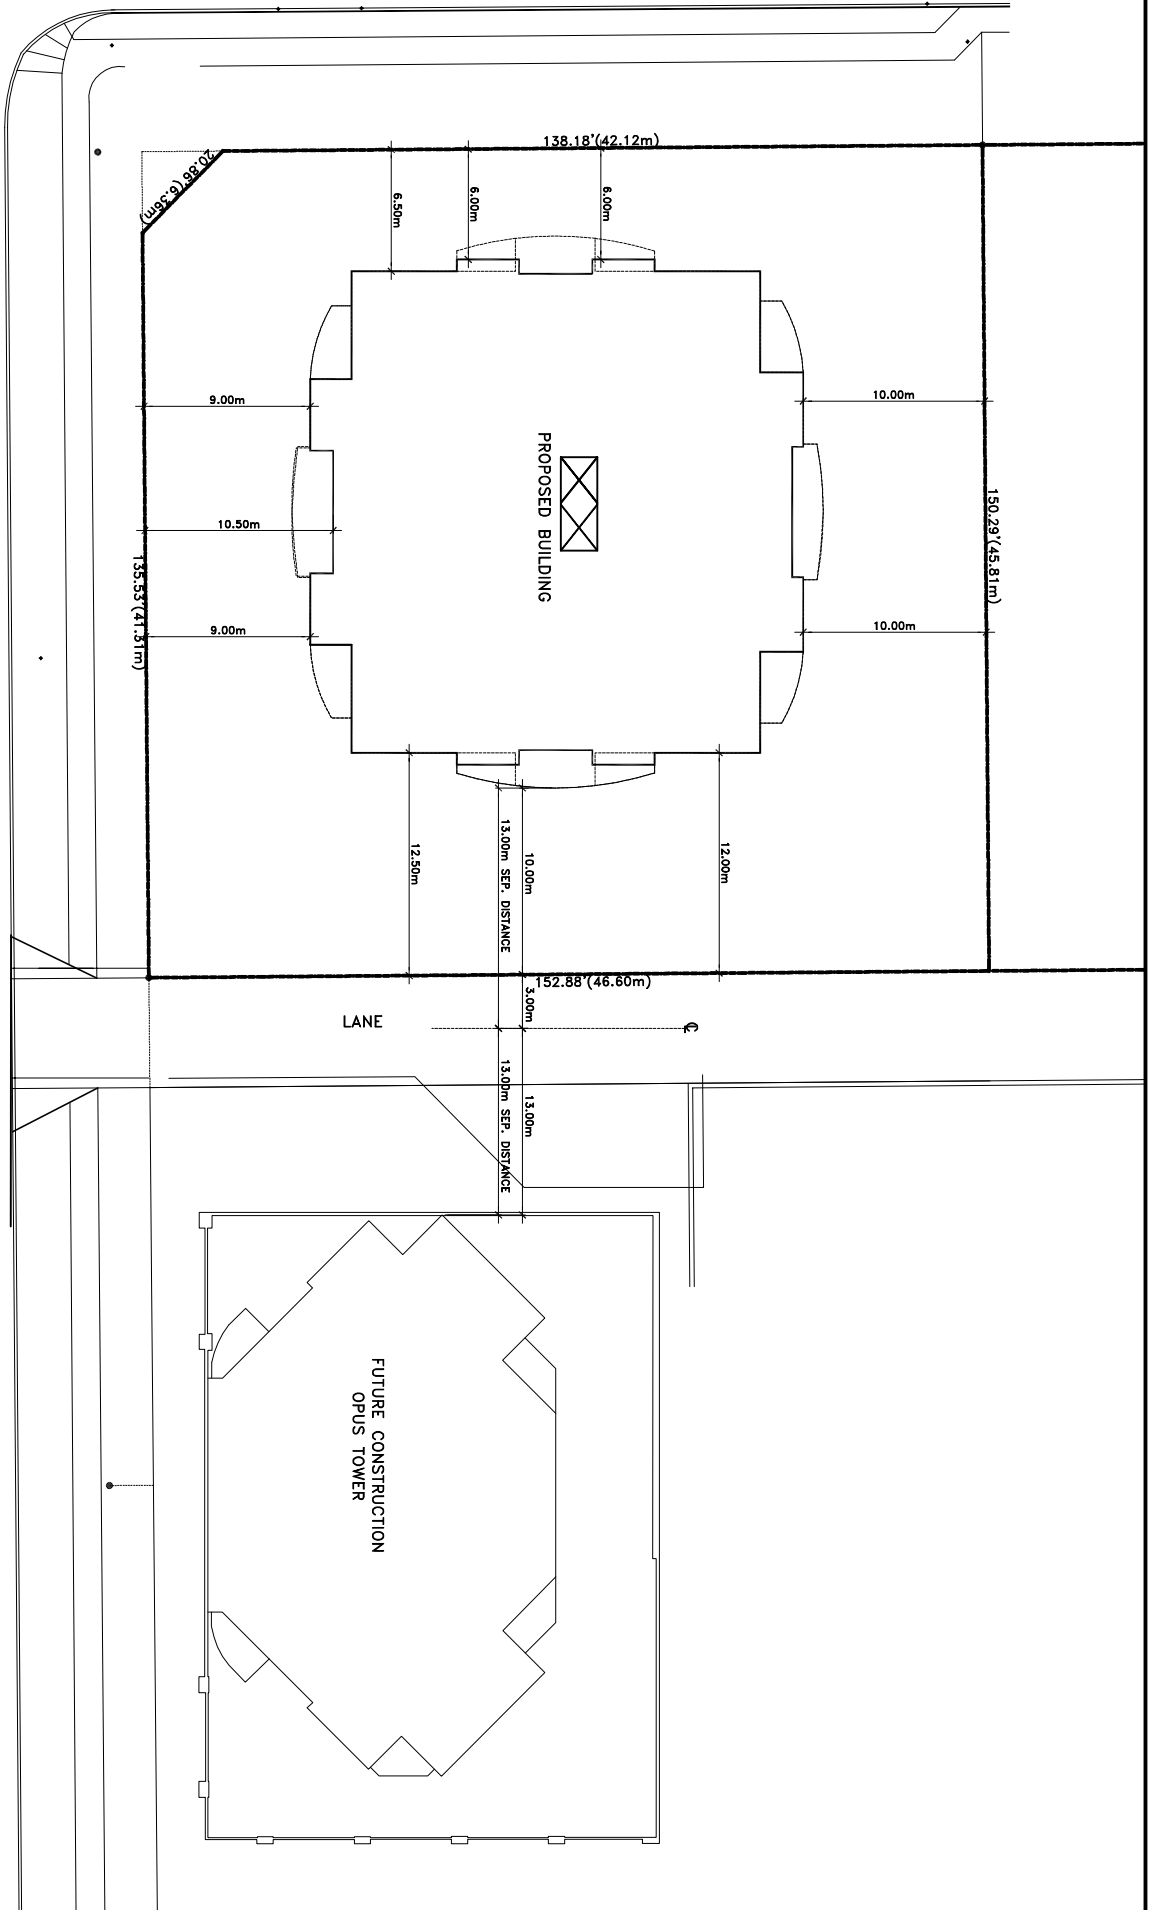 138.18'(42.12m)
20.86'(6.36m)
6.50m
6.00m
6.00m
9.00m
10.00m
PROPOSED BUILDING
10.50m
150.29'(45.81m)
135.53'(41.31m)
9.00m
10.00m
12.50m
13.00m SEP. DISTANCE
10.00m
12.00m
152.88'(46.60m)
3.00m
LANE
℄
13.00m SEP. DISTANCE
13.00m
FUTURE CONSTRUCTION
OPUS TOWER